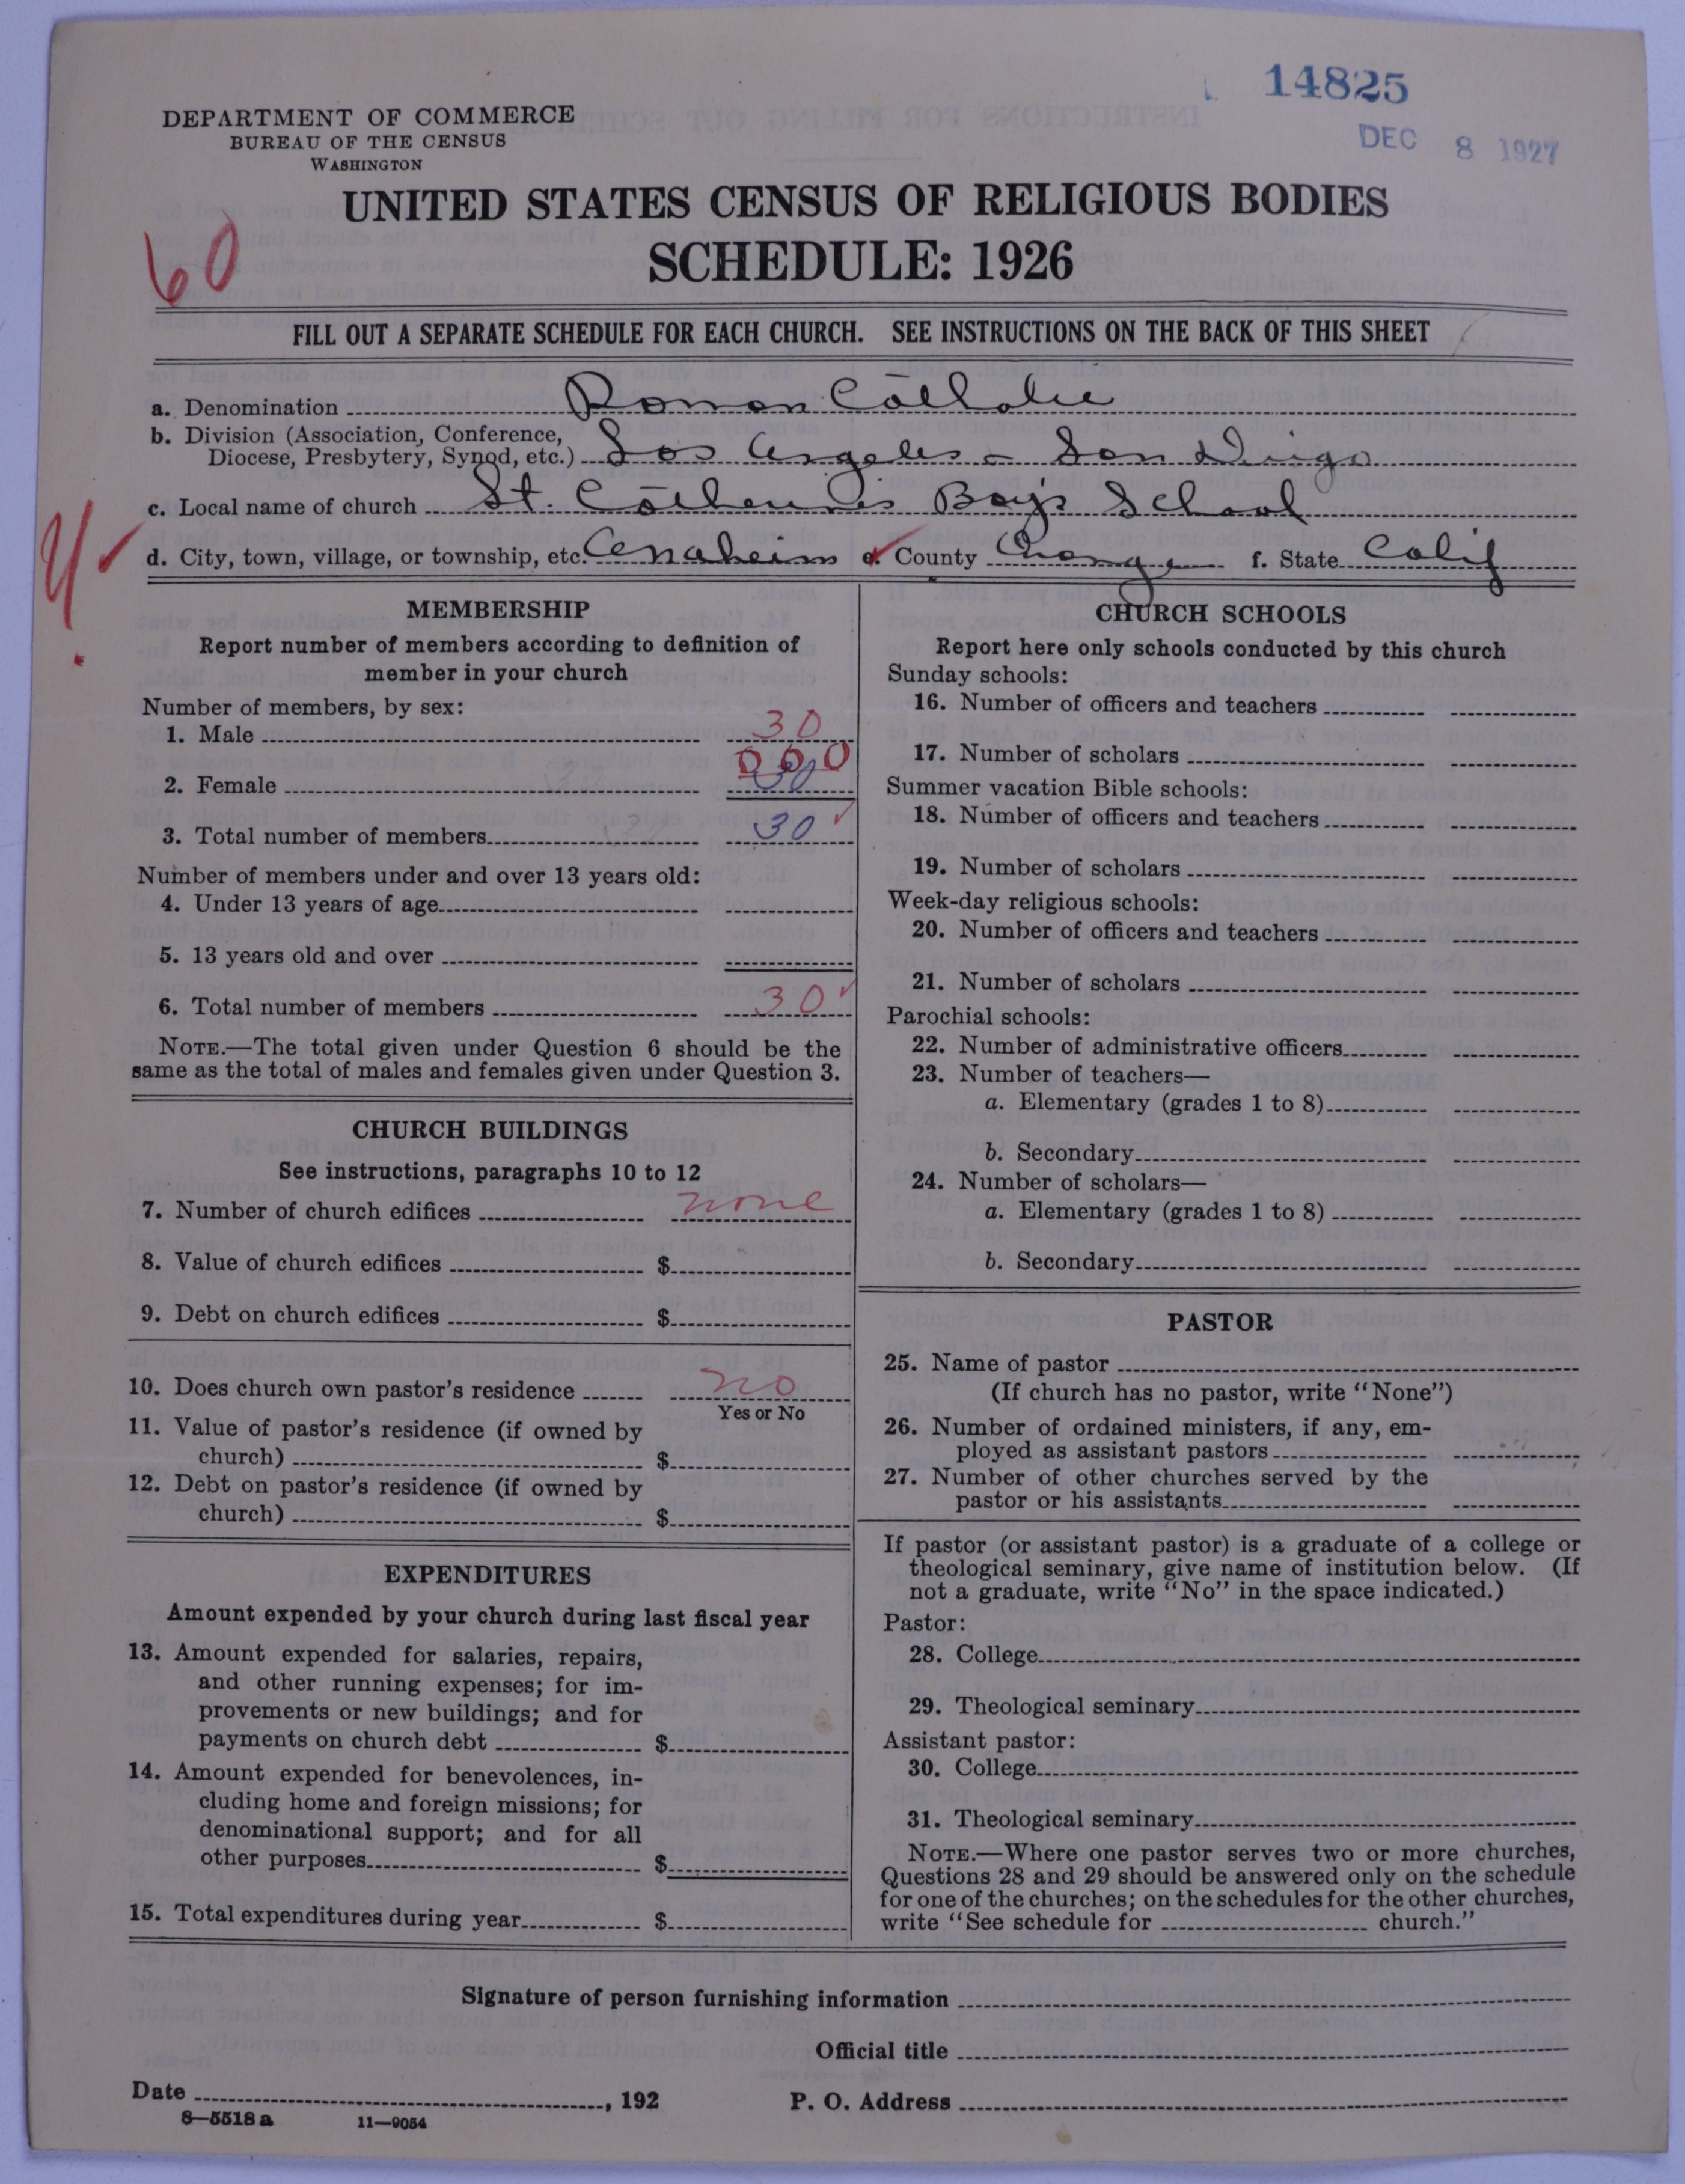 14825
DEC 8 1927
DEPARTMENT OF COMMERCE
BUREAU OF THE CENSUS
WASHINGTON
UNITED STATES CENSUS OF RELIGIOUS BODIES
SCHEDULE: 1926
60
FILL OUT A SEPARATE SCHEDULE FOR EACH CHURCH. SEE INSTRUCTIONS ON THE BACK OF THIS SHEET
a. Denomination Roman Catholic
b. Division (Association, Conference,
Diocese, Presbytery, Synod, etc.) Los Angeles - San Diego
c. Local name of church St. Catherines Boy's School
d. City, town, village, or township, etc. Anaheim e. County Orange f. State Calif
MEMBERSHIP
Report number of members according to definition of
member in your church
Number of members, by sex:
1. Male 30
2. Female 000 30
3. Total number of members 30
Number of members under and over 13 years old:
4. Under 13 years of age
5. 13 years old and over
6. Total number of members 30
NOTE.—The total given under Question 6 should be the
same as the total of males and females given under Question 3.
CHURCH BUILDINGS
See instructions, paragraphs 10 to 12
7. Number of church edifices none
8. Value of church edifices $
9. Debt on church edifices $
10. Does church own pastor's residence no
Yes or No
11. Value of pastor's residence (if owned by
church) $
12. Debt on pastor's residence (if owned by
church) $
EXPENDITURES
Amount expended by your church during last fiscal year
13. Amount expended for salaries, repairs,
and other running expenses; for im-
provements or new buildings; and for
payments on church debt $
14. Amount expended for benevolences, in-
cluding home and foreign missions; for
denominational support; and for all
other purposes $
15. Total expenditures during year $
CHURCH SCHOOLS
Report here only schools conducted by this church
Sunday schools:
16. Number of officers and teachers
17. Number of scholars
Summer vacation Bible schools:
18. Number of officers and teachers
19. Number of scholars
Week-day religious schools:
20. Number of officers and teachers
21. Number of scholars
Parochial schools:
22. Number of administrative officers
23. Number of teachers—
a. Elementary (grades 1 to 8)
b. Secondary
24. Number of scholars—
a. Elementary (grades 1 to 8)
b. Secondary
PASTOR
25. Name of pastor
(If church has no pastor, write "None")
26. Number of ordained ministers, if any, em-
ployed as assistant pastors
27. Number of other churches served by the
pastor or his assistants
If pastor (or assistant pastor) is a graduate of a college or
theological seminary, give name of institution below. (If
not a graduate, write "No" in the space indicated.)
Pastor:
28. College
29. Theological seminary
Assistant pastor:
30. College
31. Theological seminary
NOTE.—Where one pastor serves two or more churches,
Questions 28 and 29 should be answered only on the schedule
for one of the churches; on the schedules for the other churches,
write "See schedule for church."
Signature of person furnishing information
Official title
Date , 192 P. O. Address
8—5518 a 11—9054